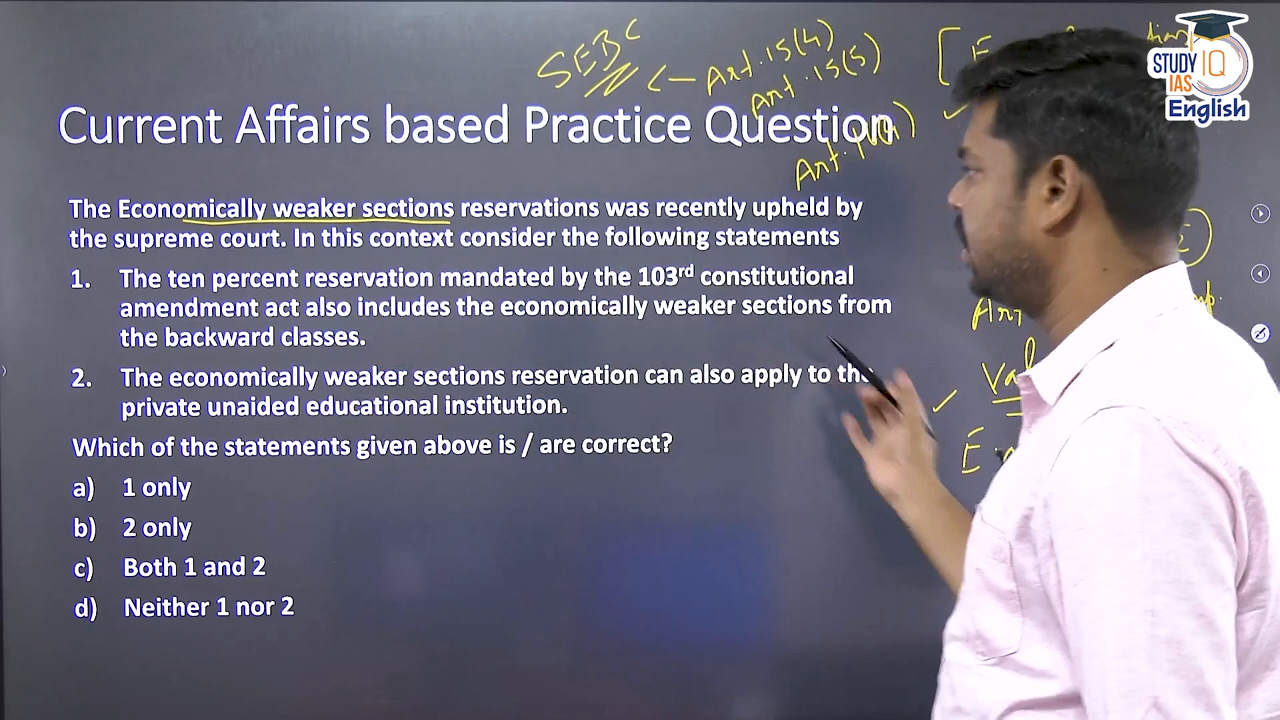 SEBC
Art.15(4)
Art.15(5)
STUDY IQ
IAS
English
Current Affairs based Practice Question
The Economically weaker sections reservations was recently upheld by
the supreme court. In this context consider the following statements
1. The ten percent reservation mandated by the 103rd constitutional
amendment act also includes the economically weaker sections from
the backward classes.
2. The economically weaker sections reservation can also apply to the
private unaided educational institution.
Which of the statements given above is / are correct?
a) 1 only
b) 2 only
c) Both 1 and 2
d) Neither 1 nor 2